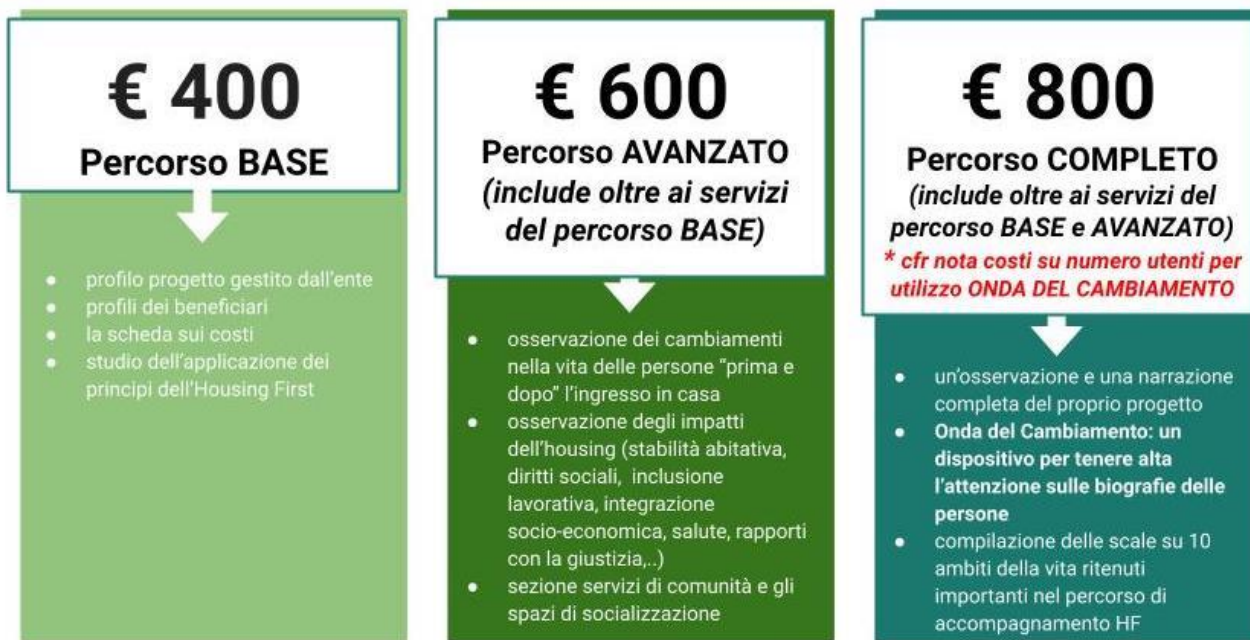 € 400
Percorso BASE
● profilo progetto gestito dall'ente
● profili dei beneficiari
● la scheda sui costi
● studio dell'applicazione dei
principi dell'Housing First
€ 600
Percorso AVANZATO
(include oltre ai servizi
del percorso BASE)
● osservazione dei cambiamenti
nella vita delle persone "prima e
dopo" l'ingresso in casa
● osservazione degli impatti
dell'housing (stabilità abitativa,
diritti sociali, inclusione
lavorativa, integrazione
socio-economica, salute, rapporti
con la giustizia,..)
● sezione servizi di comunità e gli
spazi di socializzazione
€ 800
Percorso COMPLETO
(include oltre ai servizi del
percorso BASE e AVANZATO)
* cfr nota costi su numero utenti per
utilizzo ONDA DEL CAMBIAMENTO
● un'osservazione e una narrazione
completa del proprio progetto
● Onda del Cambiamento: un
dispositivo per tenere alta
l'attenzione sulle biografie delle
persone
● compilazione delle scale su 10
ambiti della vita ritenuti
importanti nel percorso di
accompagnamento HF